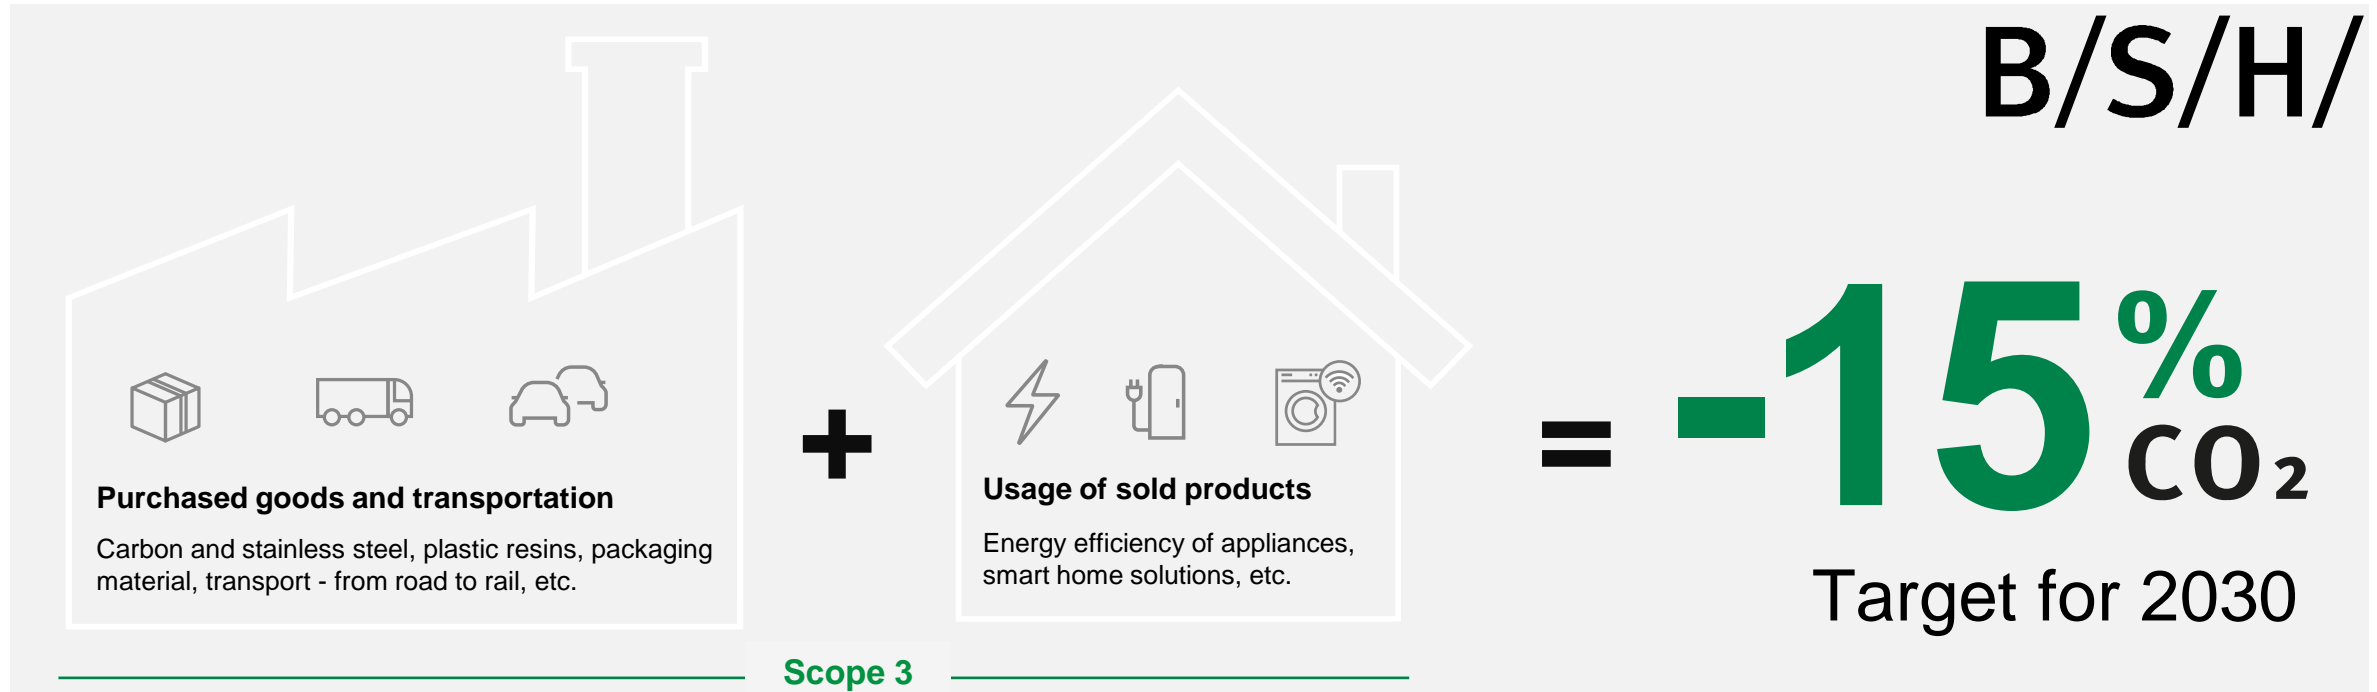 B/S/H/
Purchased goods and transportation
Carbon and stainless steel, plastic resins, packaging
material, transport - from road to rail, etc.
+
Usage of sold products
Energy efficiency of appliances,
smart home solutions, etc.
=
-15%
CO₂
Target for 2030
Scope 3